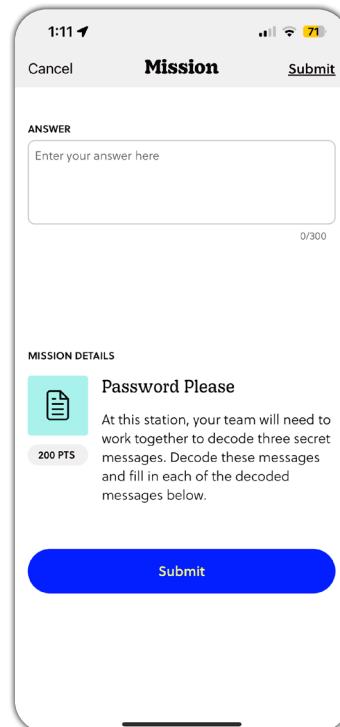 1:11 71
Cancel Mission Submit
ANSWER
Enter your answer here
0/300
MISSION DETAILS
Password Please
At this station, your team will need to
work together to decode three secret
200 PTS messages. Decode these messages
and fill in each of the decoded
messages below.
Submit